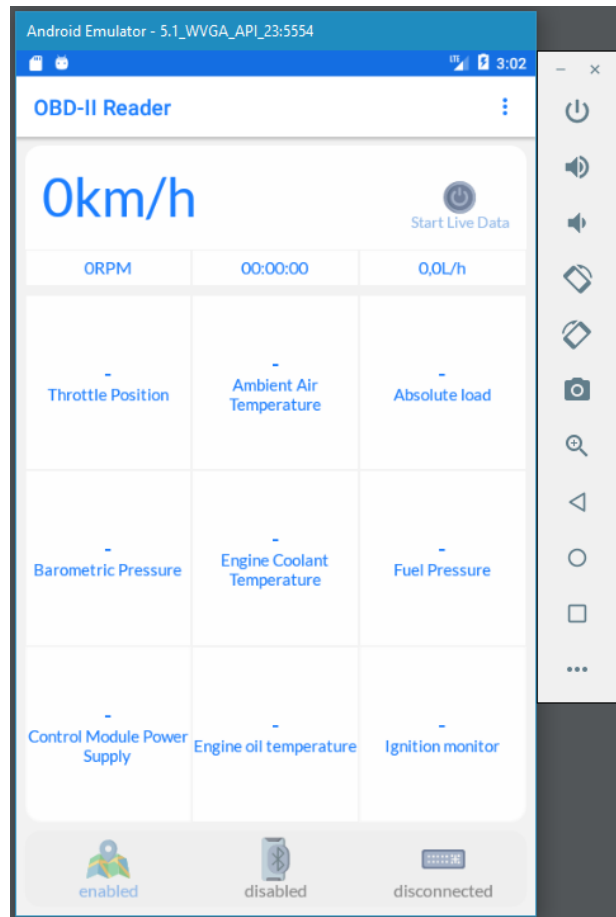 Android Emulator - 5.1_WVGA_API_23:5554
LTE 3:02
OBD-II Reader
0km/h
Start Live Data
0RPM 00:00:00 0,0L/h
-
Throttle Position
-
Ambient Air
Temperature
-
Absolute load
-
Barometric Pressure
-
Engine Coolant
Temperature
-
Fuel Pressure
-
Control Module Power
Supply
-
Engine oil temperature
-
Ignition monitor
enabled disabled disconnected